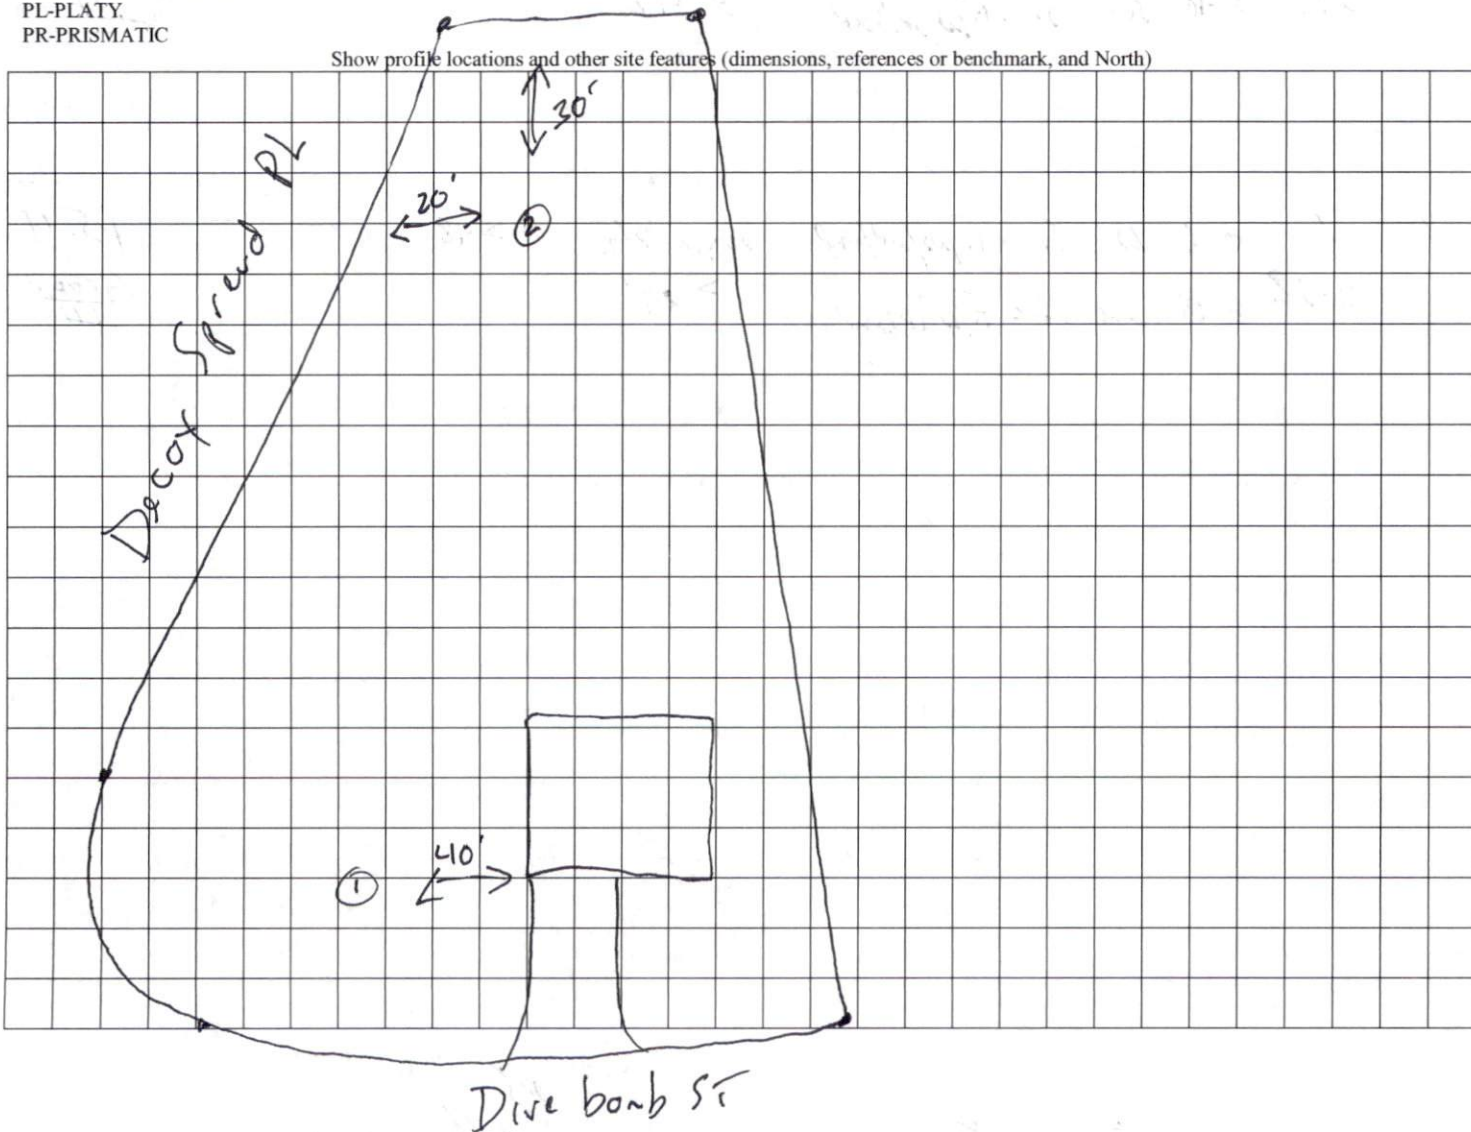 PL-PLATY
PR-PRISMATIC
Show profile locations and other site features (dimensions, references or benchmark, and North)
30'
20'
②
Decoy Spread PL
40'
①
Dive bomb ST